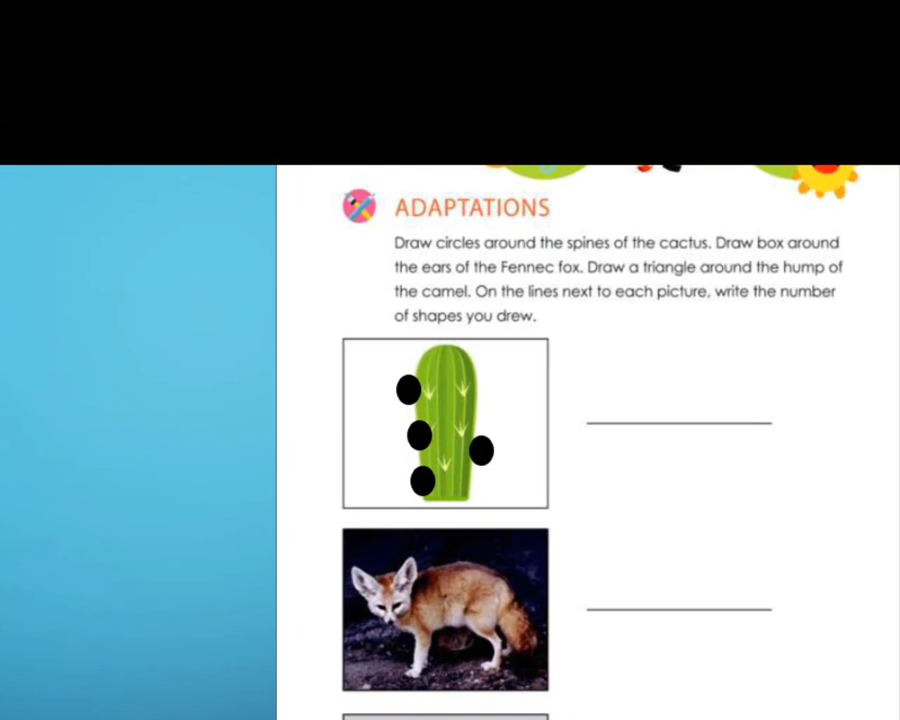 ADAPTATIONS
Draw circles around the spines of the cactus. Draw box around
the ears of the Fennec fox. Draw a triangle around the hump of
the camel. On the lines next to each picture, write the number
of shapes you drew.